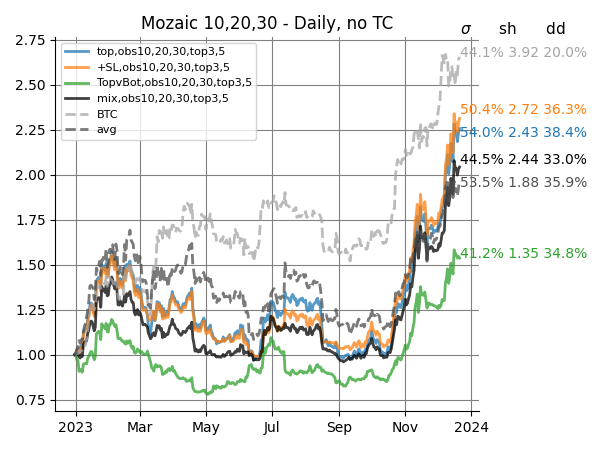 Mozaic 10,20,30 - Daily, no TC
σ sh dd
2.75
2.50
2.25
2.00
1.75
1.50
1.25
1.00
0.75
top,obs10,20,30,top3,5
+SL,obs10,20,30,top3,5
TopvBot,obs10,20,30,top3,5
mix,obs10,20,30,top3,5
BTC
avg
44.1% 3.92 20.0%
50.4% 2.72 36.3%
54.0% 2.43 38.4%
44.5% 2.44 33.0%
53.5% 1.88 35.9%
41.2% 1.35 34.8%
2023 Mar May Jul Sep Nov 2024